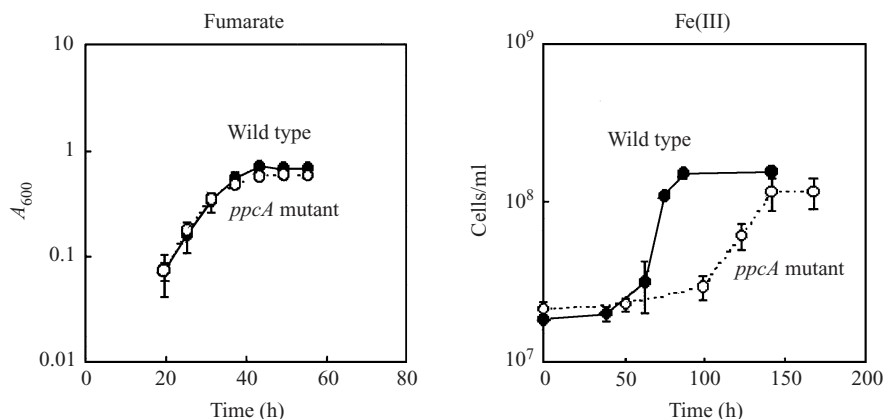 Fumarate
10
1
0.1
0.01
A600
Wild type
ppcA mutant
0
20
40
60
80
Time (h)
Fe(III)
10⁹
10⁸
10⁷
Cells/ml
Wild type
ppcA mutant
0
50
100
150
200
Time (h)